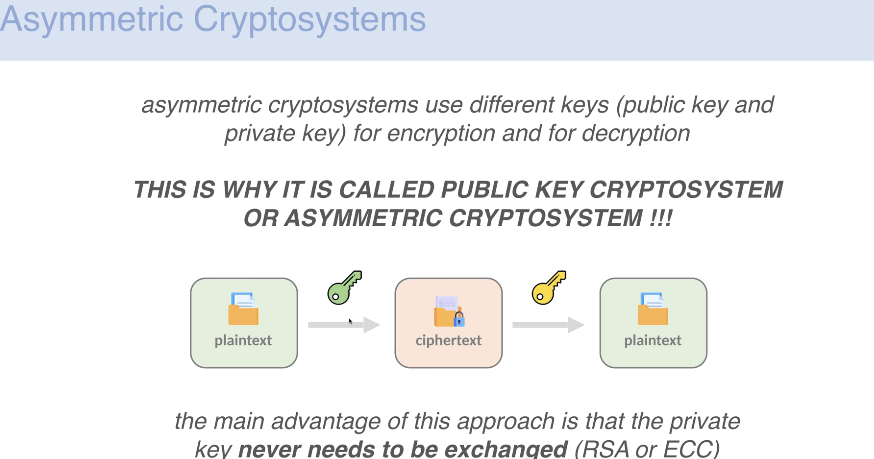 Asymmetric Cryptosystems
asymmetric cryptosystems use different keys (public key and
private key) for encryption and for decryption
THIS IS WHY IT IS CALLED PUBLIC KEY CRYPTOSYSTEM
OR ASYMMETRIC CRYPTOSYSTEM !!!
plaintext
ciphertext
plaintext
the main advantage of this approach is that the private
key never needs to be exchanged (RSA or ECC)